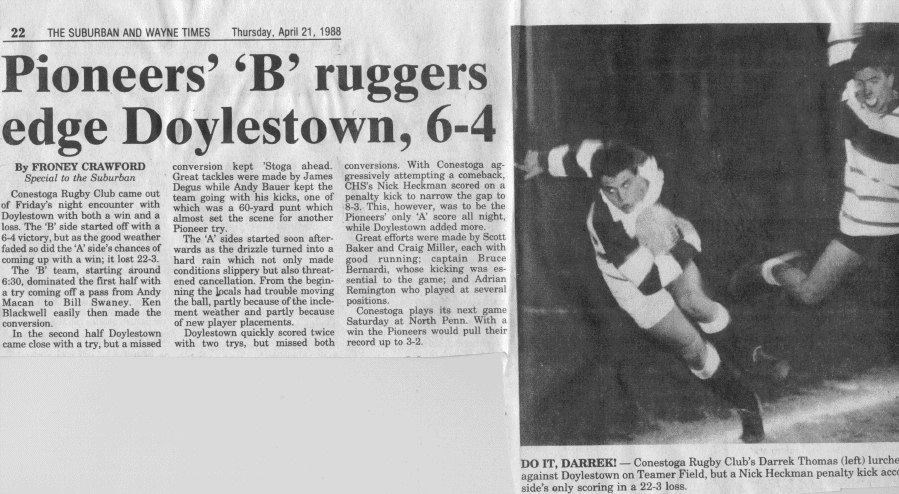 22 THE SUBURBAN AND WAYNE TIMES Thursday, April 21, 1988
Pioneers' 'B' ruggers
edge Doylestown, 6-4
By FRONEY CRAWFORD
Special to the Suburban
Conestoga Rugby Club came out
of Friday's night encounter with
Doylestown with both a win and a
loss. The 'B' side started off with a
6-4 victory, but as the good weather
faded so did the 'A' side's chances of
coming up with a win; it lost 22-3.
The 'B' team, starting around
6:30, dominated the first half with
a try coming off a pass from Andy
Macan to Bill Swaney. Ken
Blackwell easily then made the
conversion.
In the second half Doylestown
came close with a try, but a missed
conversion kept 'Stoga ahead.
Great tackles were made by James
Degus while Andy Bauer kept the
team going with his kicks, one of
which was a 60-yard punt which
almost set the scene for another
Pioneer try.
The 'A' sides started soon after-
wards as the drizzle turned into a
hard rain which not only made
conditions slippery but also threat-
ened cancellation. From the begin-
ning the locals had trouble moving
the ball, partly because of the incle-
ment weather and partly because
of new player placements.
Doylestown quickly scored twice
with two trys, but missed both
conversions. With Conestoga ag-
gressively attempting a comeback,
CHS's Nick Heckman scored on a
penalty kick to narrow the gap to
8-3. This, however, was to be the
Pioneers' only 'A' score all night,
while Doylestown added more.
Great efforts were made by Scott
Baker and Craig Miller, each with
good running; captain Bruce
Bernardi, whose kicking was es-
sential to the game; and Adrian
Remington who played at several
positions.
Conestoga plays its next game
Saturday at North Penn. With a
win the Pioneers would pull their
record up to 3-2.
DO IT, DARREK! — Conestoga Rugby Club's Darrek Thomas (left) lurche
against Doylestown on Teamer Field, but a Nick Heckman penalty kick acc
side's only scoring in a 22-3 loss.